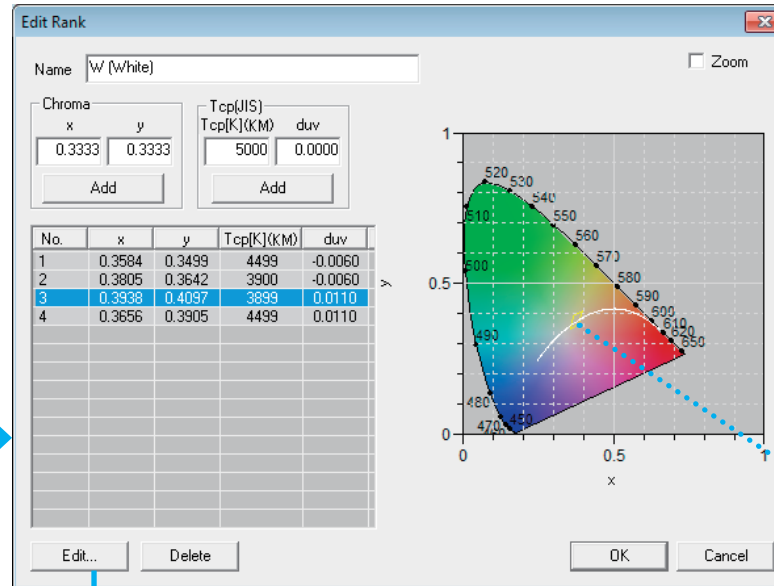 Edit Rank
Name W (White)
Zoom
Chroma
x y
0.3333 0.3333
Add
Tcp(JIS)
Tcp[K](KM) duv
5000 0.0000
Add
No. x y Tcp[K](KM) duv
1 0.3584 0.3499 4499 -0.0060
2 0.3805 0.3642 3900 -0.0060
3 0.3938 0.4097 3899 0.0110
4 0.3656 0.3905 4499 0.0110
1
0.5
0
y
520
530
540
550
560
570
580
590
600
610
620
650
510
500
490
480
470
450
0 0.5 1
x
Edit... Delete OK Cancel